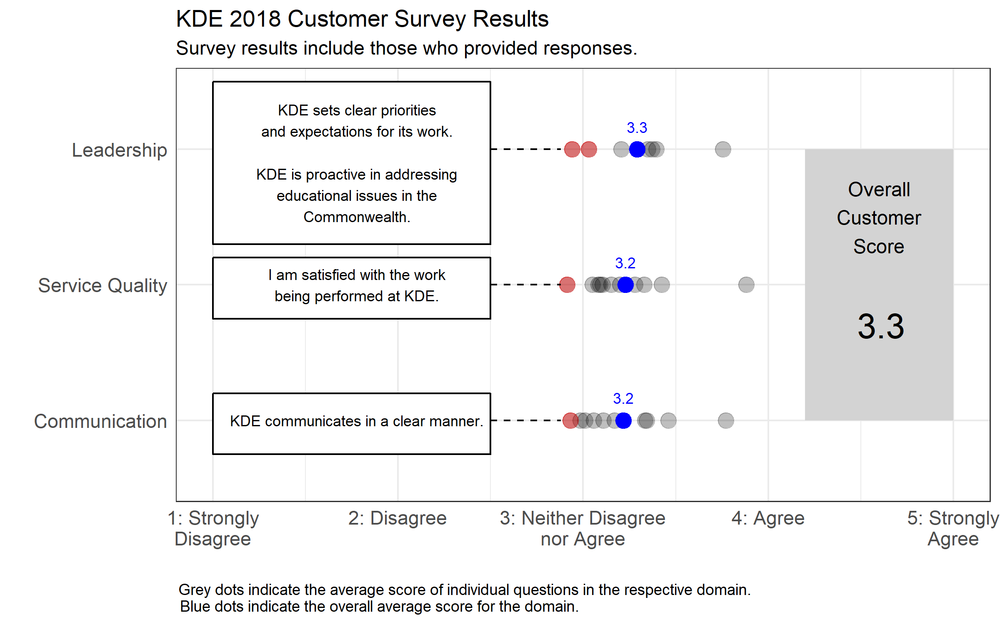 KDE 2018 Customer Survey Results
Survey results include those who provided responses.
KDE sets clear priorities
and expectations for its work.
KDE is proactive in addressing
educational issues in the
Commonwealth.
Leadership
3.3
I am satisfied with the work
being performed at KDE.
Service Quality
3.2
KDE communicates in a clear manner.
Communication
3.2
Overall
Customer
Score
3.3
1: Strongly
Disagree
2: Disagree
3: Neither Disagree
nor Agree
4: Agree
5: Strongly
Agree
Grey dots indicate the average score of individual questions in the respective domain.
Blue dots indicate the overall average score for the domain.